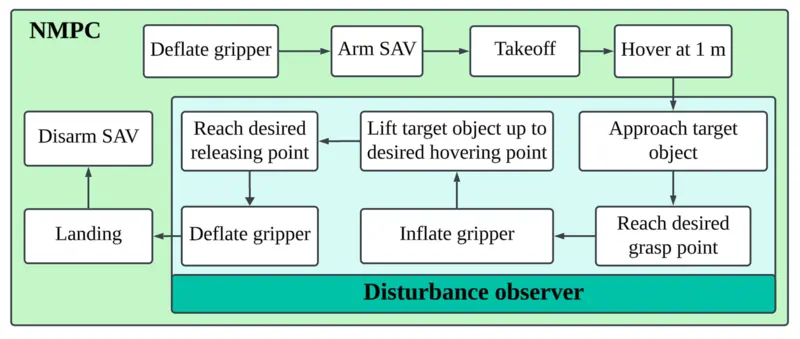 NMPC
Deflate gripper
Arm SAV
Takeoff
Hover at 1 m
Approach target
object
Reach desired
grasp point
Inflate gripper
Lift target object up to
desired hovering point
Reach desired
releasing point
Deflate gripper
Landing
Disarm SAV
Disturbance observer